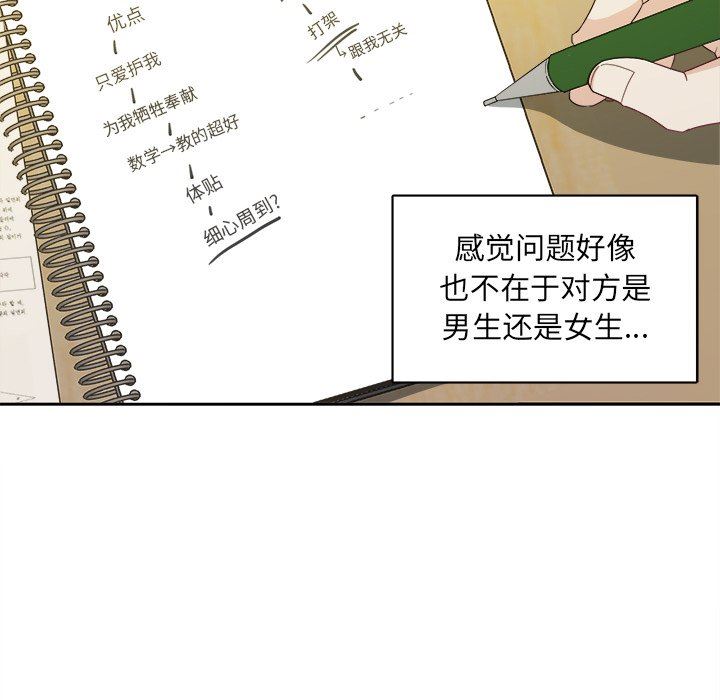 优点
只爱护我
为我牺牲奉献
数学→教的超好
体贴
细心周到?
打架
↳跟我无关
感觉问题好像
也不在于对方是
男生还是女生...